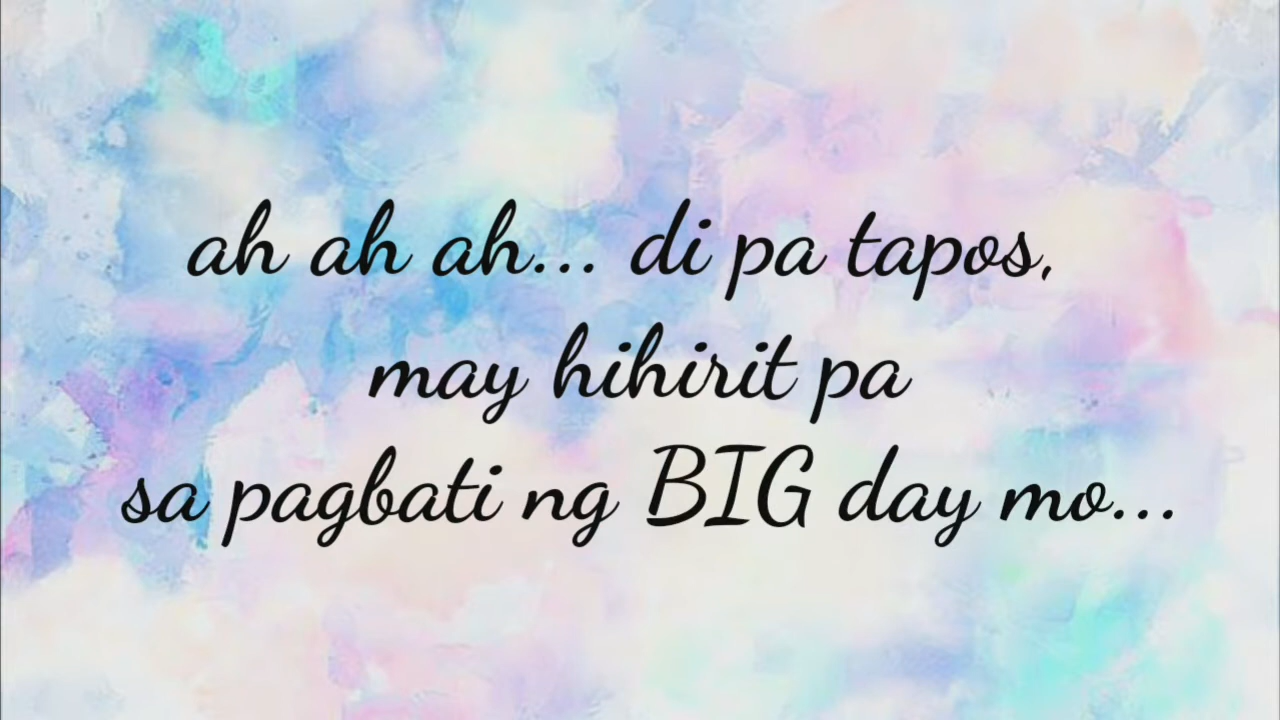 ah ah ah... di pa tapos,
may hihirit pa
sa pagbati ng BIG day mo...